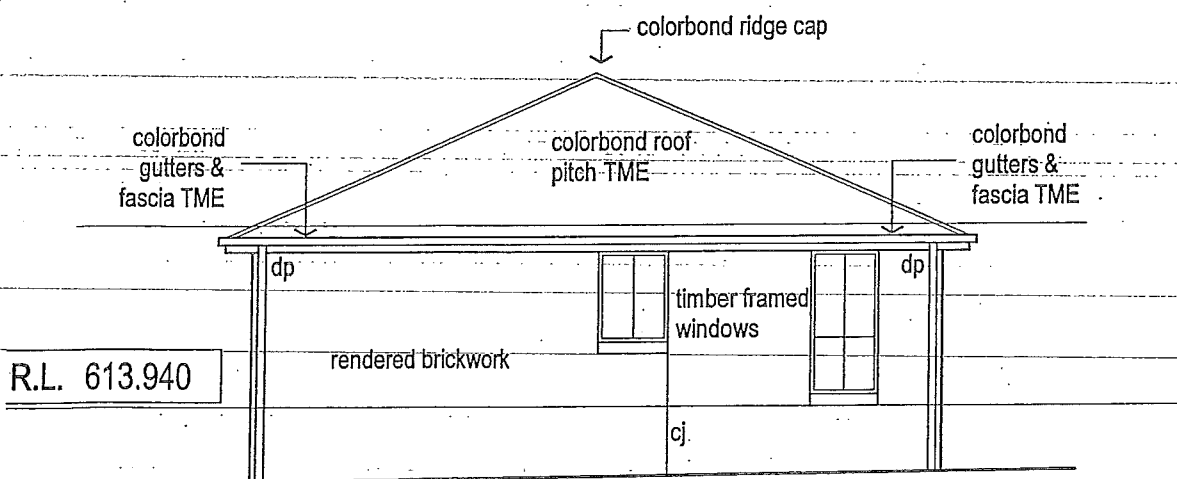 colorbond ridge cap
colorbond
gutters &
fascia TME
colorbond roof
pitch TME
colorbond
gutters &
fascia TME
dp
dp
timber framed
windows
rendered brickwork
R.L. 613.940
cj.